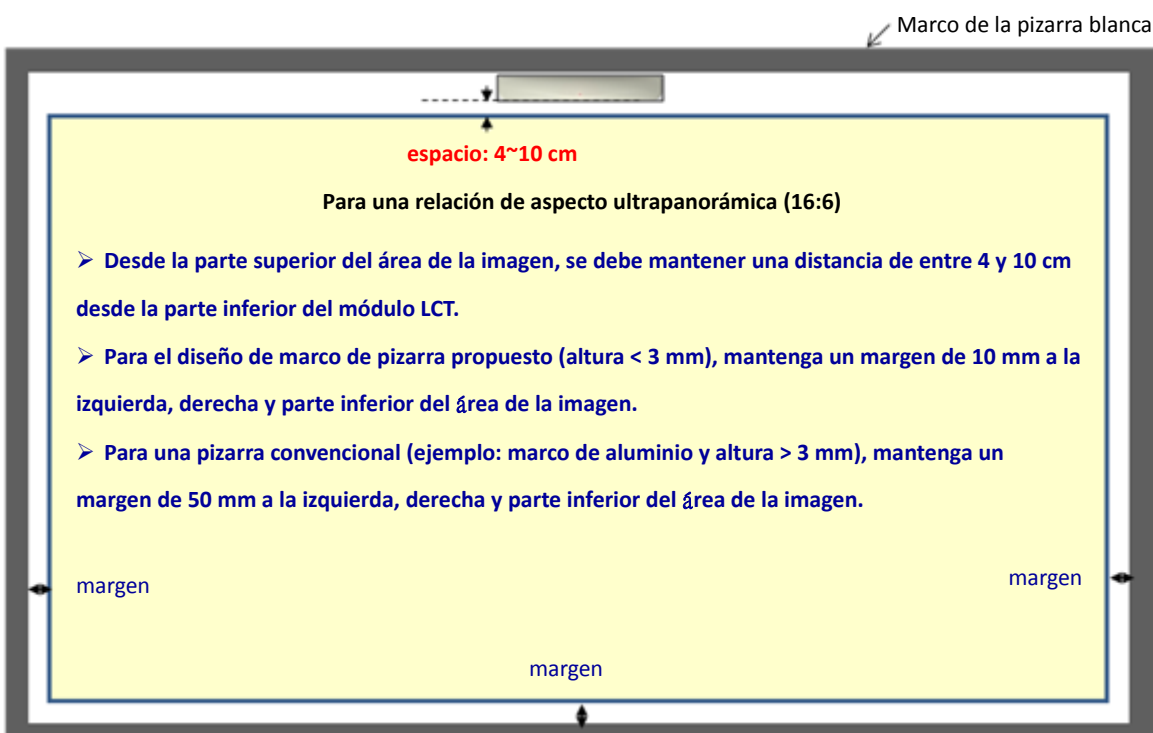 Marco de la pizarra blanca
espacio: 4~10 cm
Para una relación de aspecto ultrapanorámica (16:6)
➢ Desde la parte superior del área de la imagen, se debe mantener una distancia de entre 4 y 10 cm
desde la parte inferior del módulo LCT.
➢ Para el diseño de marco de pizarra propuesto (altura < 3 mm), mantenga un margen de 10 mm a la
izquierda, derecha y parte inferior del área de la imagen.
➢ Para una pizarra convencional (ejemplo: marco de aluminio y altura > 3 mm), mantenga un
margen de 50 mm a la izquierda, derecha y parte inferior del área de la imagen.
margen
margen
margen